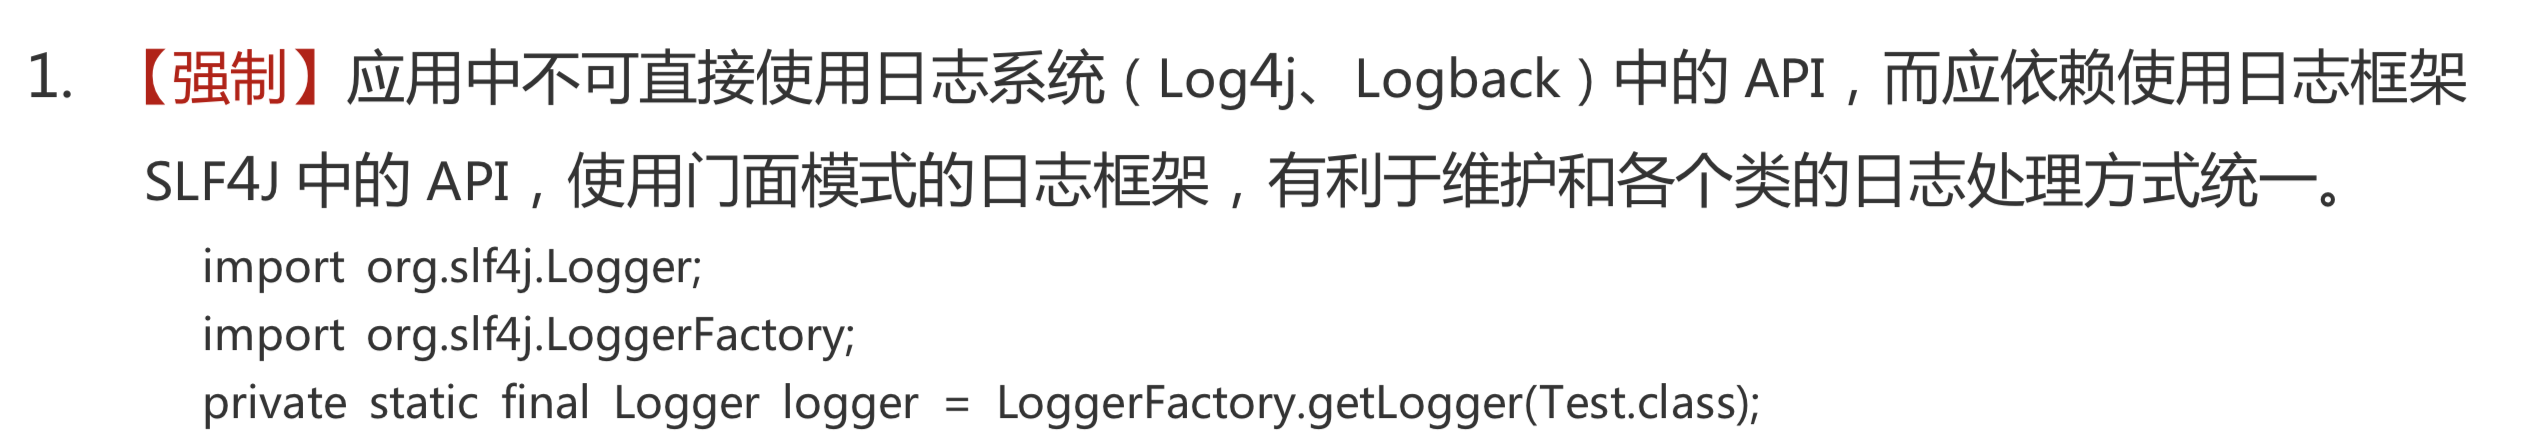 1. 【强制】应用中不可直接使用日志系统（Log4j、Logback）中的 API，而应依赖使用日志框架
SLF4J 中的 API，使用门面模式的日志框架，有利于维护和各个类的日志处理方式统一。
import org.slf4j.Logger;
import org.slf4j.LoggerFactory;
private static final Logger logger = LoggerFactory.getLogger(Test.class);